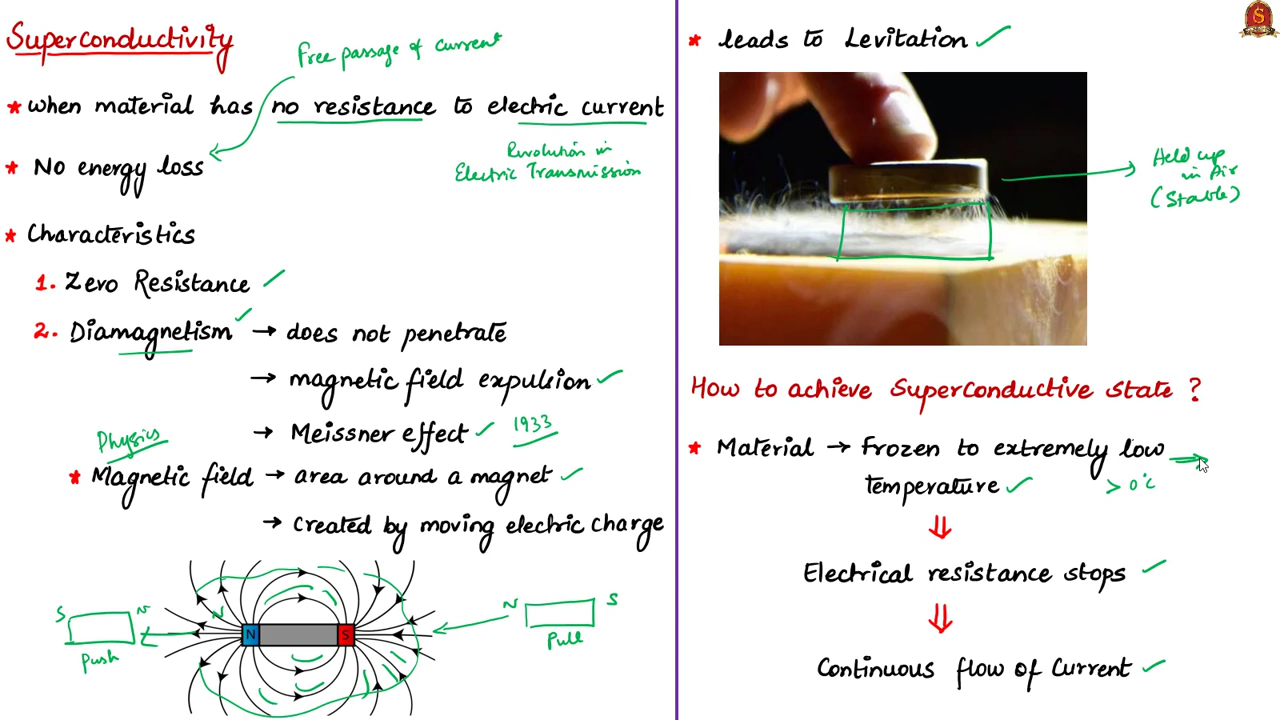 Superconductivity
Free passage of current
* when material has no resistance to electric current
* No energy loss
Revolution in
Electric Transmission
* Characteristics
1. Zero Resistance ✓
2. Diamagnetism ✓ → does not penetrate
→ magnetic field expulsion ✓
→ Meissner effect ✓ 1933
Physics
* Magnetic field → area around a magnet ✓
→ created by moving electric charge
S N
Push
N
N S
N S
Pull
* leads to Levitation ✓
Held up
in Air
(Stable)
How to achieve Superconductive state ?
* Material → Frozen to extremely low →
temperature ✓ > 0°C
⇓
Electrical resistance stops ✓
⇓
Continuous flow of Current ✓
S